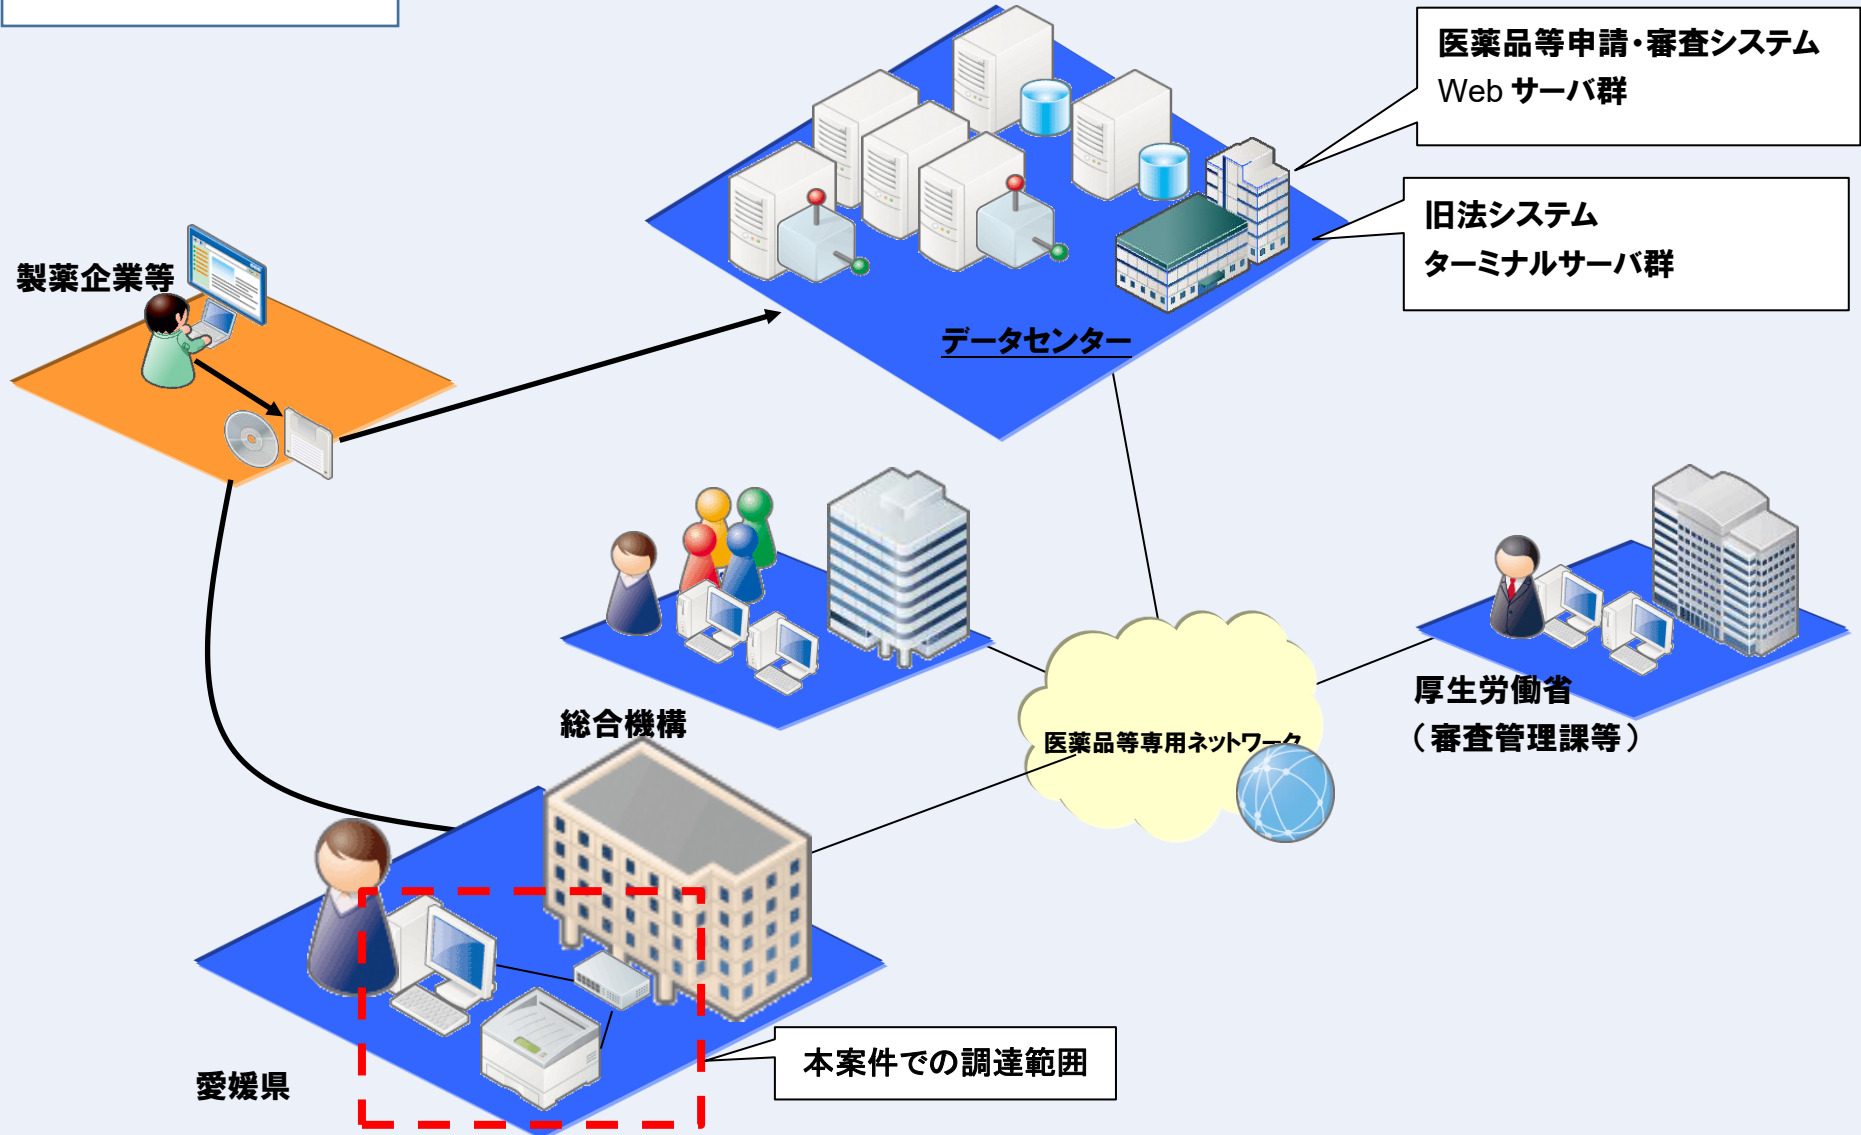 医薬品等申請・審査システム
Web サーバ群
旧法システム
ターミナルサーバ群
製薬企業等
データセンター
総合機構
厚生労働省
（審査管理課等）
医薬品等専用ネットワーク
愛媛県
本案件での調達範囲